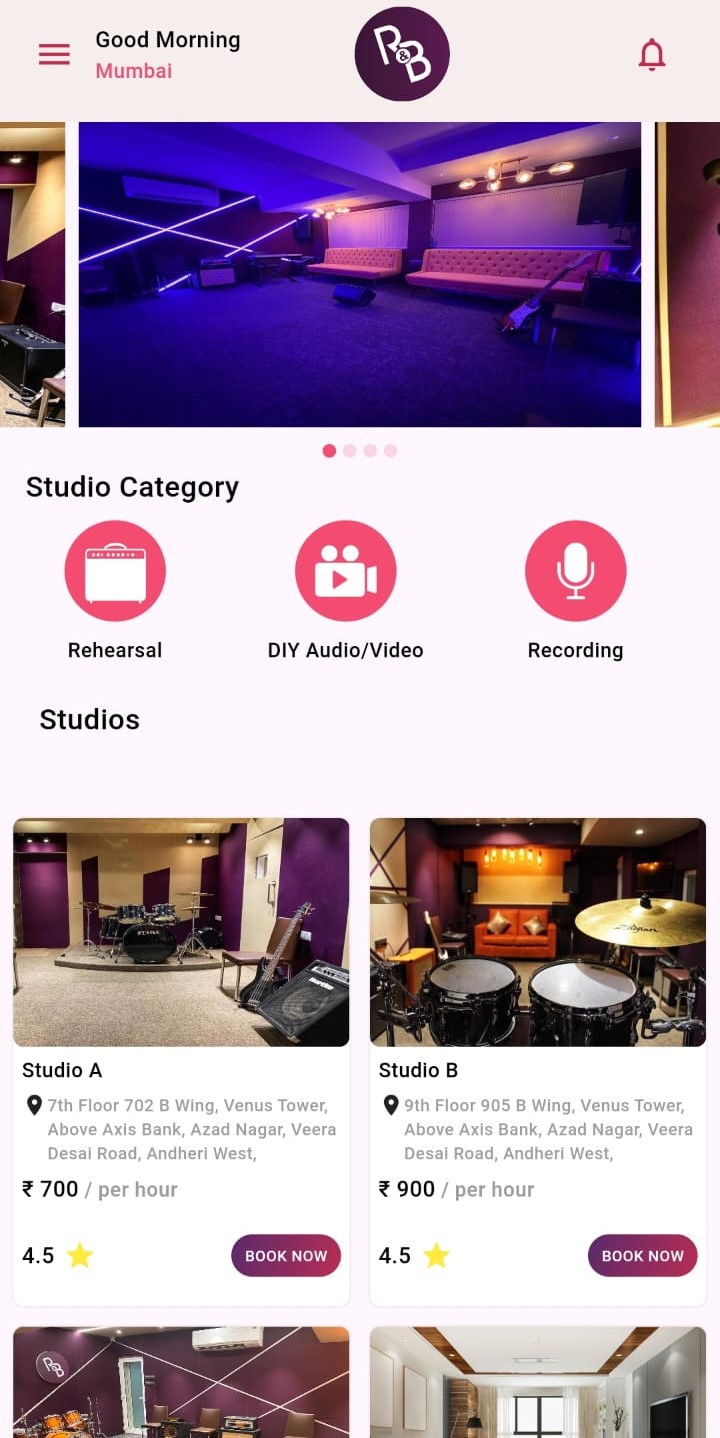 Good Morning
Mumbai
R&B
Studio Category
Rehearsal
DIY Audio/Video
Recording
Studios
TAMA
Hartke
Zildjian
Studio A
7th Floor 702 B Wing, Venus Tower,
Above Axis Bank, Azad Nagar, Veera
Desai Road, Andheri West,
₹ 700 / per hour
4.5
BOOK NOW
Studio B
9th Floor 905 B Wing, Venus Tower,
Above Axis Bank, Azad Nagar, Veera
Desai Road, Andheri West,
₹ 900 / per hour
4.5
BOOK NOW
R&B